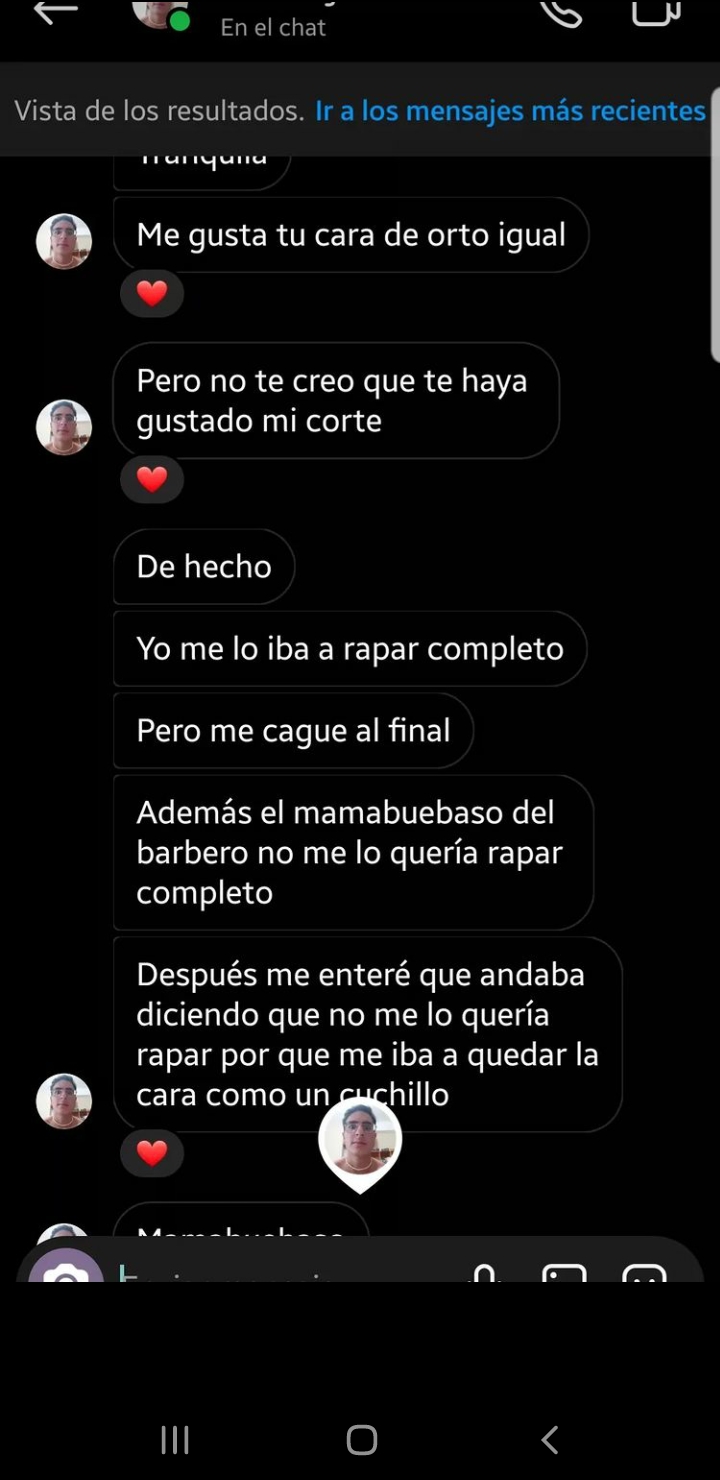 En el chat
Vista de los resultados. Ir a los mensajes más recientes
Tranquila
Me gusta tu cara de orto igual
Pero no te creo que te haya
gustado mi corte
De hecho
Yo me lo iba a rapar completo
Pero me cague al final
Además el mamabuebaso del
barbero no me lo quería rapar
completo
Después me enteré que andaba
diciendo que no me lo quería
rapar por que me iba a quedar la
cara como un cuchillo
Mamabuebaso